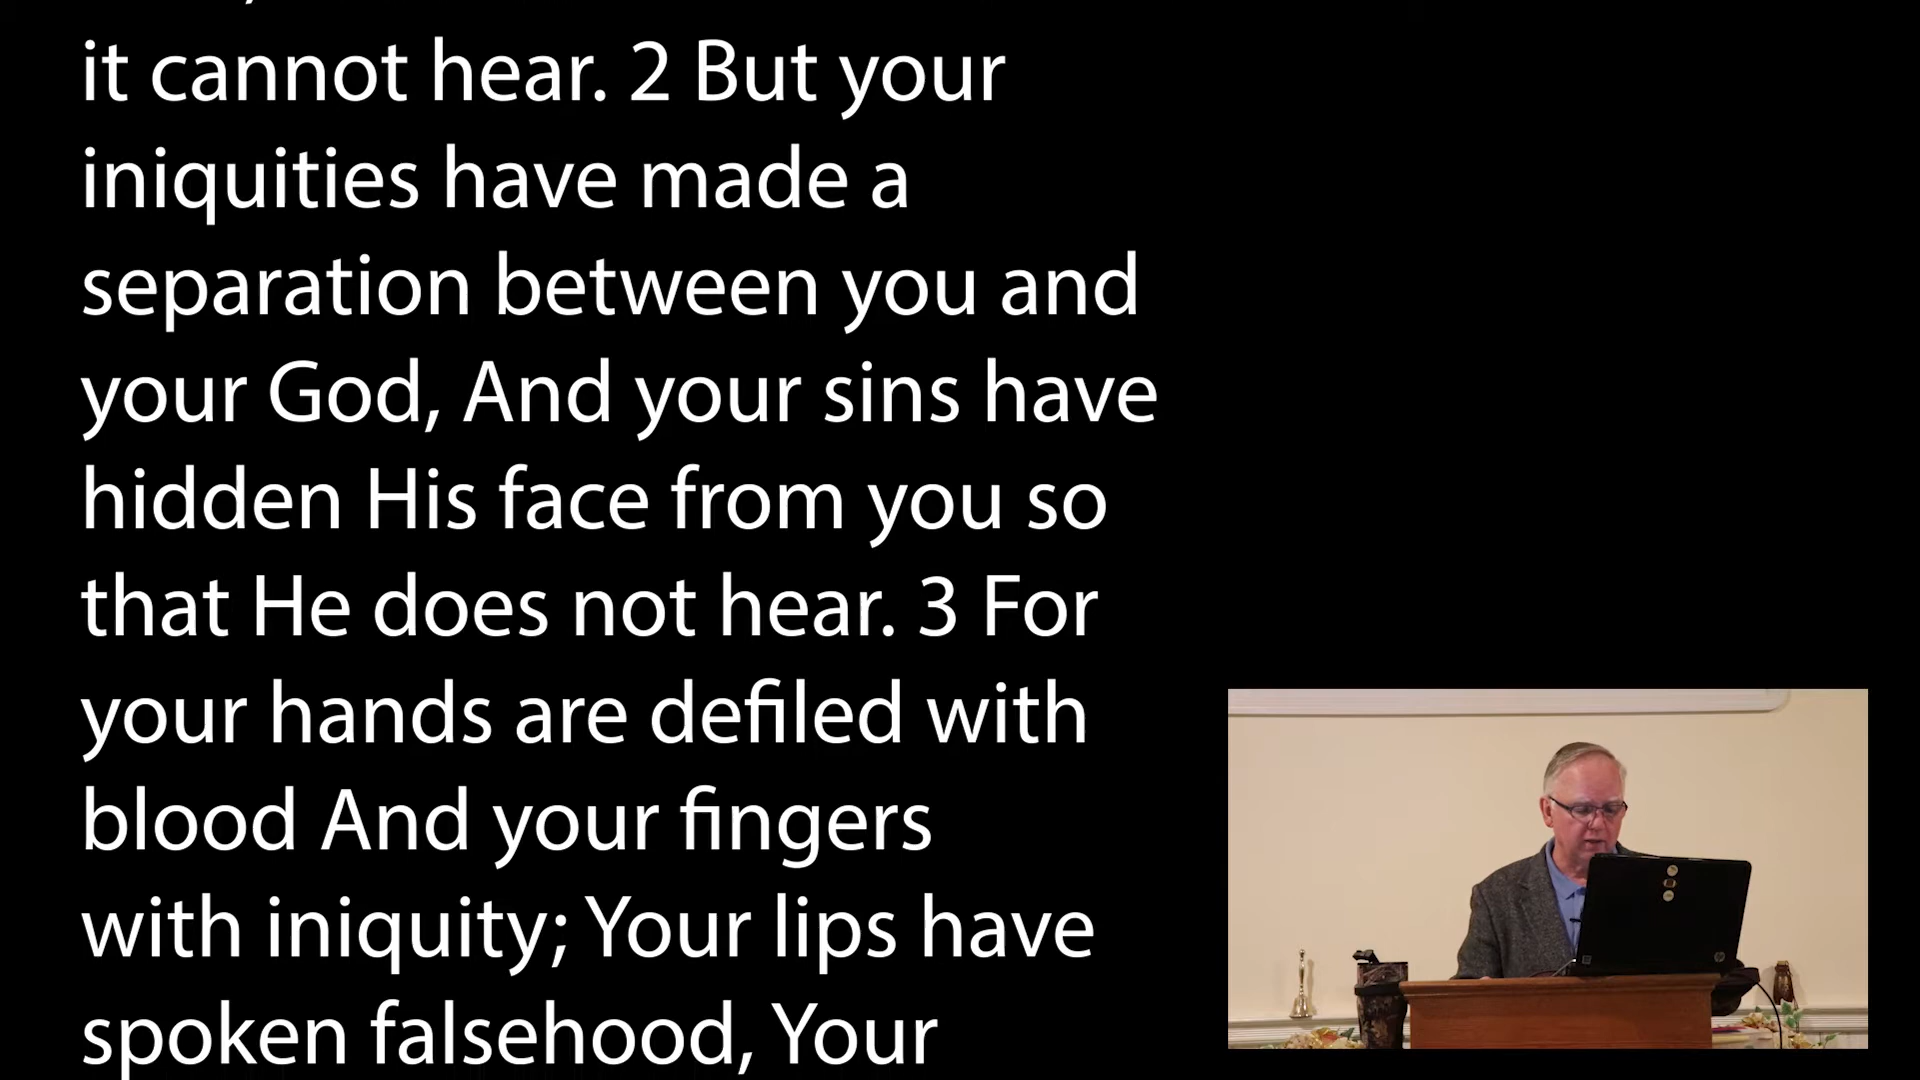 it cannot hear. 2 But your
iniquities have made a
separation between you and
your God, And your sins have
hidden His face from you so
that He does not hear. 3 For
your hands are defiled with
blood And your fingers
with iniquity; Your lips have
spoken falsehood, Your